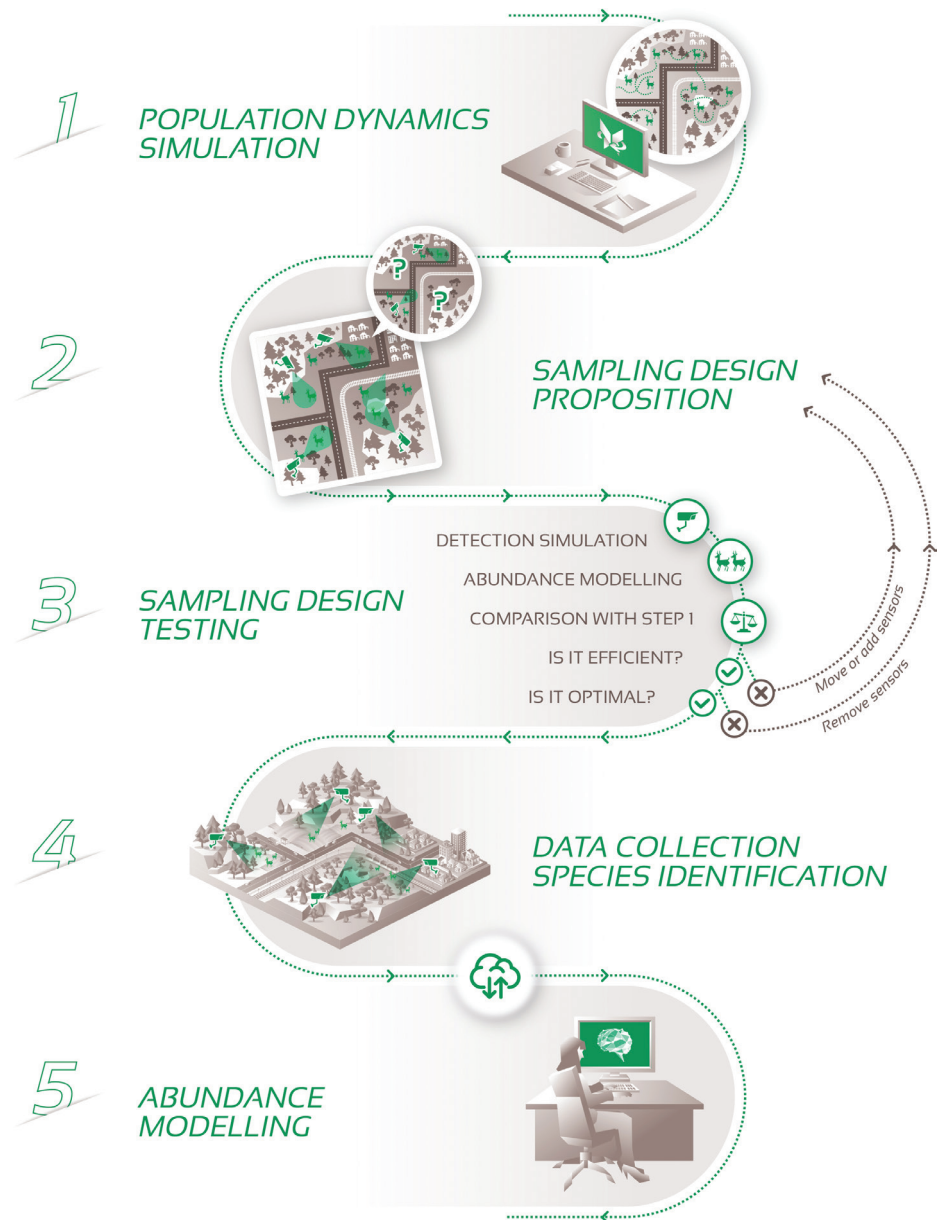 1
POPULATION DYNAMICS
SIMULATION
?
?
2
SAMPLING DESIGN
PROPOSITION
3
SAMPLING DESIGN
TESTING
DETECTION SIMULATION
ABUNDANCE MODELLING
COMPARISON WITH STEP 1
IS IT EFFICIENT?
IS IT OPTIMAL?
Move or add sensors
Remove sensors
4
DATA COLLECTION
SPECIES IDENTIFICATION
5
ABUNDANCE
MODELLING